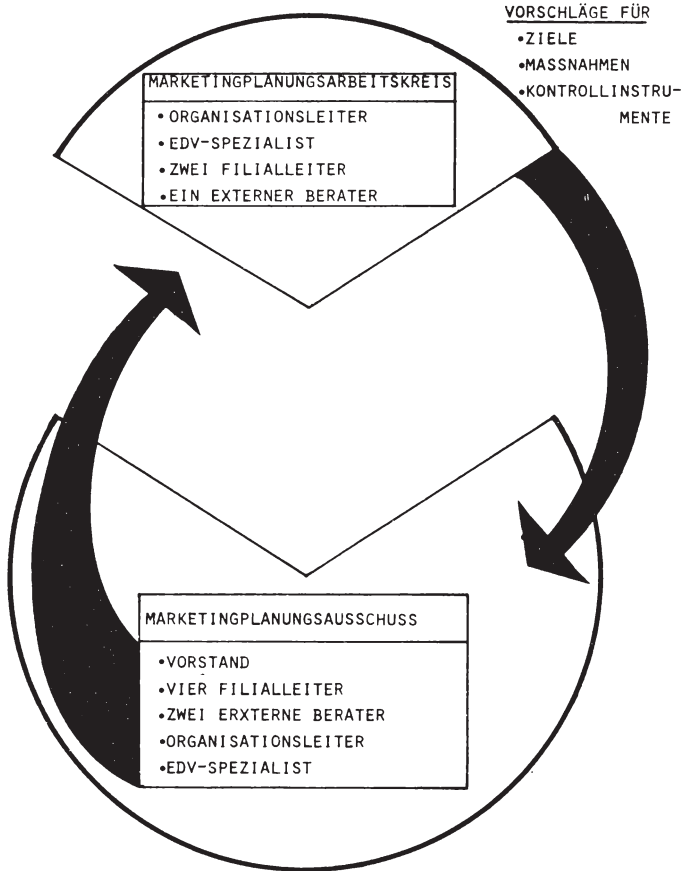 VORSCHLÄGE FÜR
•ZIELE
•MASSNAHMEN
•KONTROLLINSTRU-
MENTE
MARKETINGPLANUNGSARBEITSKREIS
•ORGANISATIONSLEITER
•EDV-SPEZIALIST
•ZWEI FILIALLEITER
•EIN EXTERNER BERATER
MARKETINGPLANUNGSAUSSCHUSS
•VORSTAND
•VIER FILIALLEITER
•ZWEI ERXTERNE BERATER
•ORGANISATIONSLEITER
•EDV-SPEZIALIST